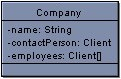 Company
-name: String
-contactPerson: Client
-employees: Client[]